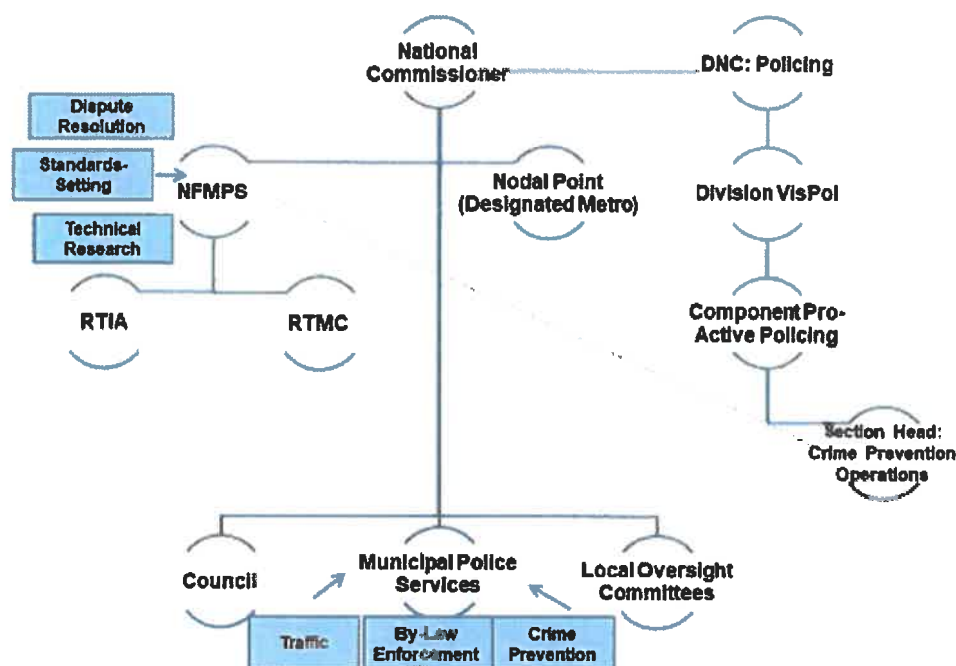 National
Commissioner
DNC: Policing
Dispute
Resolution
Standards-
Setting
NFMPS
Nodal Point
(Designated Metro)
Division VisPol
Technical
Research
RTIA
RTMC
Component Pro-
Active Policing
Section Head:
Crime Prevention
Operations
Council
Municipal Police
Services
Local Oversight
Committees
Traffic
By-Law
Enforcement
Crime
Prevention